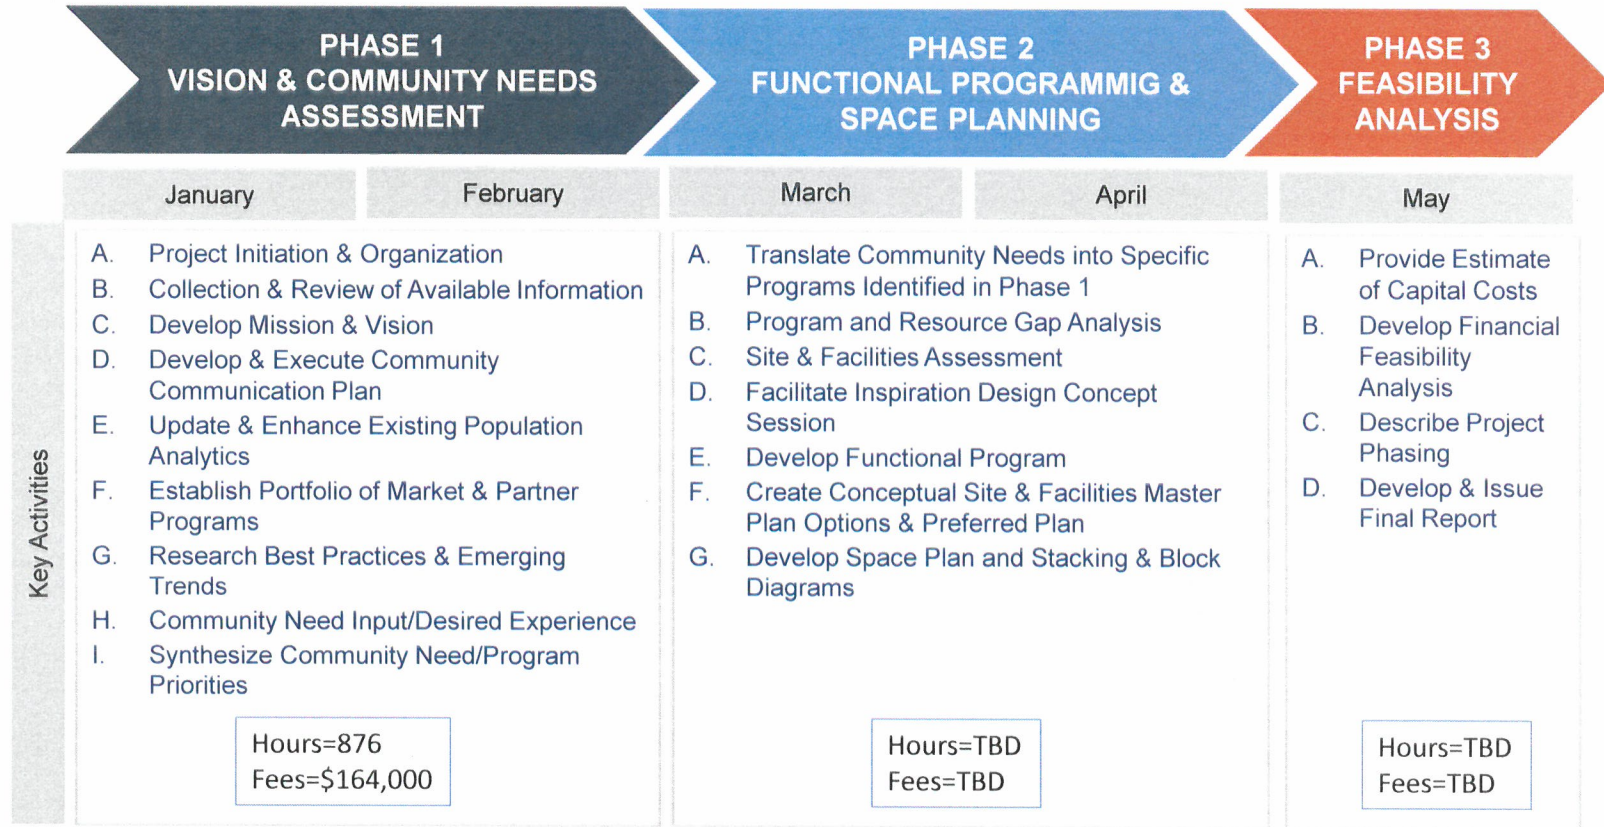 PHASE 1
VISION & COMMUNITY NEEDS
ASSESSMENT
PHASE 2
FUNCTIONAL PROGRAMMIG &
SPACE PLANNING
PHASE 3
FEASIBILITY
ANALYSIS
January
February
March
April
May
Key Activities
A. Project Initiation & Organization
B. Collection & Review of Available Information
C. Develop Mission & Vision
D. Develop & Execute Community
Communication Plan
E. Update & Enhance Existing Population
Analytics
F. Establish Portfolio of Market & Partner
Programs
G. Research Best Practices & Emerging
Trends
H. Community Need Input/Desired Experience
I. Synthesize Community Need/Program
Priorities
Hours=876
Fees=$164,000
A. Translate Community Needs into Specific
Programs Identified in Phase 1
B. Program and Resource Gap Analysis
C. Site & Facilities Assessment
D. Facilitate Inspiration Design Concept
Session
E. Develop Functional Program
F. Create Conceptual Site & Facilities Master
Plan Options & Preferred Plan
G. Develop Space Plan and Stacking & Block
Diagrams
Hours=TBD
Fees=TBD
A. Provide Estimate
of Capital Costs
B. Develop Financial
Feasibility
Analysis
C. Describe Project
Phasing
D. Develop & Issue
Final Report
Hours=TBD
Fees=TBD